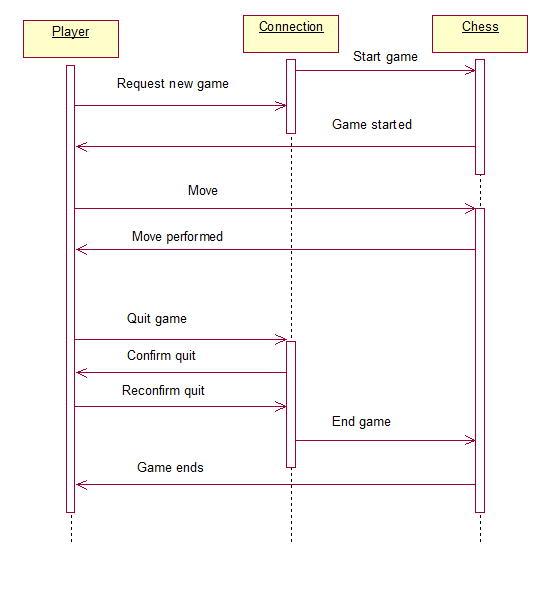 Player
Connection
Chess
Start game
Request new game
Game started
Move
Move performed
Quit game
Confirm quit
Reconfirm quit
End game
Game ends